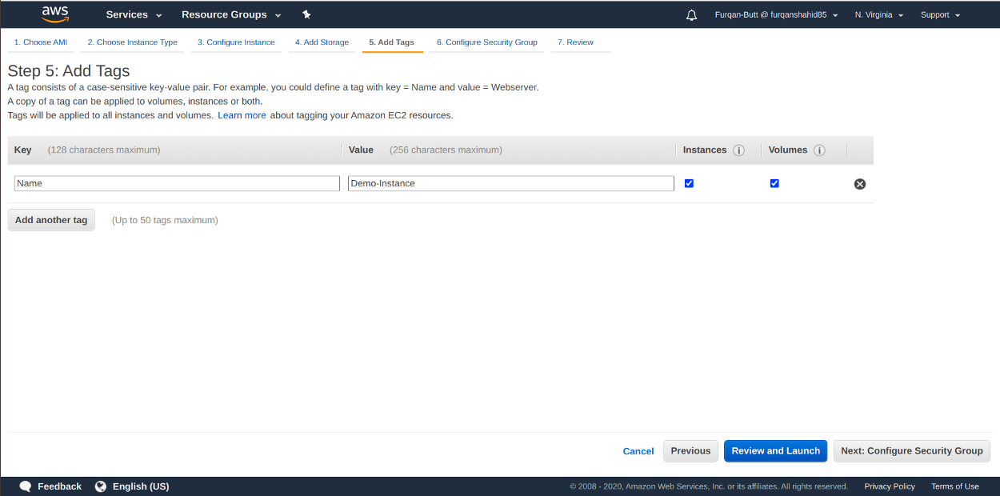 aws Services Resource Groups Furqan-Butt @ furqanshahid85 N. Virginia Support
1. Choose AMI 2. Choose Instance Type 3. Configure Instance 4. Add Storage 5. Add Tags 6. Configure Security Group 7. Review
Step 5: Add Tags
A tag consists of a case-sensitive key-value pair. For example, you could define a tag with key = Name and value = Webserver.
A copy of a tag can be applied to volumes, instances or both.
Tags will be applied to all instances and volumes. Learn more about tagging your Amazon EC2 resources.
Key (128 characters maximum) Value (256 characters maximum) Instances i Volumes i
Name Demo-Instance
Add another tag (Up to 50 tags maximum)
Cancel Previous Review and Launch Next: Configure Security Group
Feedback English (US) © 2008 - 2020, Amazon Web Services, Inc. or its affiliates. All rights reserved. Privacy Policy Terms of Use